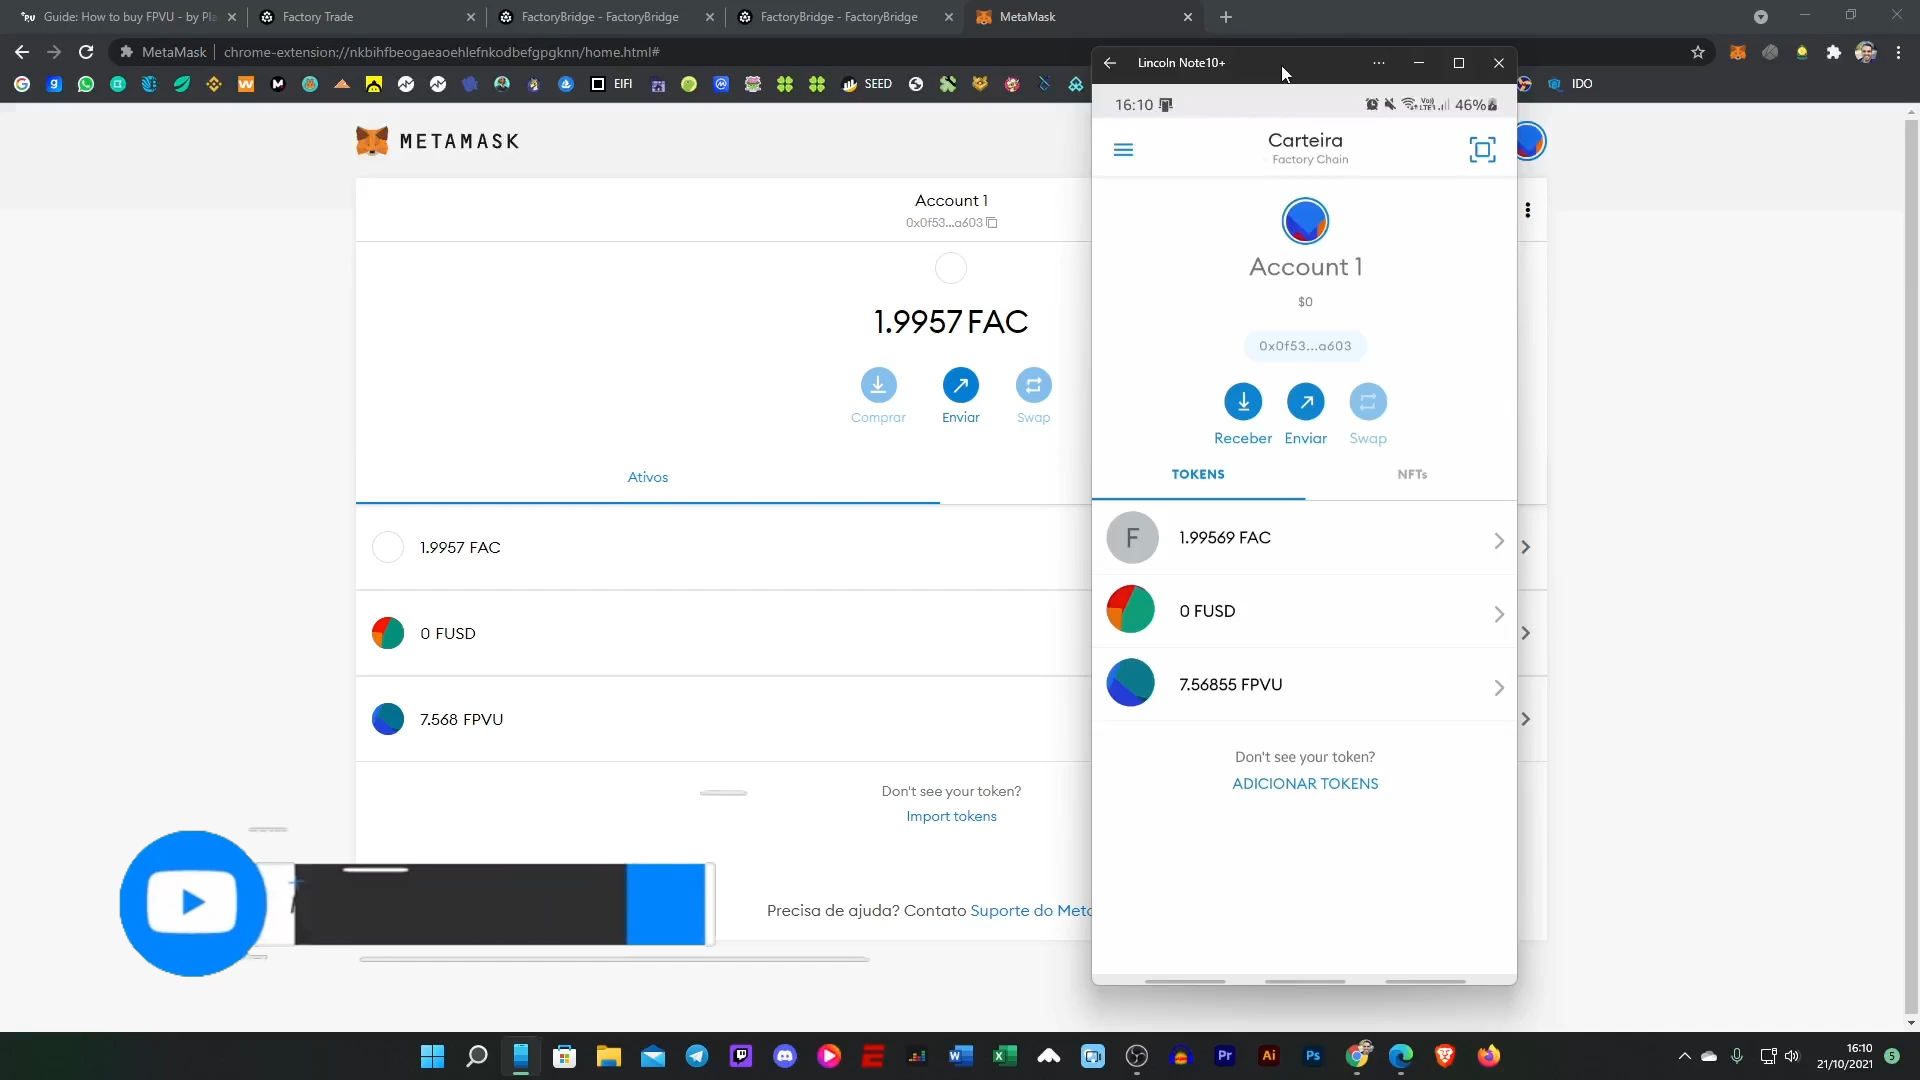 Guide: How to buy FPVU - by Pla
Factory Trade
FactoryBridge - FactoryBridge
FactoryBridge - FactoryBridge
MetaMask
MetaMask
chrome-extension://nkbihfbeogaeaoehlefnkodbefgpgknn/home.html#
EIFI
SEED
IDO
METAMASK
Account 1
0x0f53...a603
1.9957 FAC
Comprar
Enviar
Swap
Ativos
1.9957 FAC
0 FUSD
7.568 FPVU
Don't see your token?
Import tokens
Precisa de ajuda? Contato Suporte do Meta
Lincoln Note10+
16:10
46%
Carteira
Factory Chain
Account 1
$0
0x0f53...a603
Receber
Enviar
Swap
TOKENS
NFTs
F
1.99569 FAC
0 FUSD
7.56855 FPVU
Don't see your token?
ADICIONAR TOKENS
16:10
21/10/2021
5